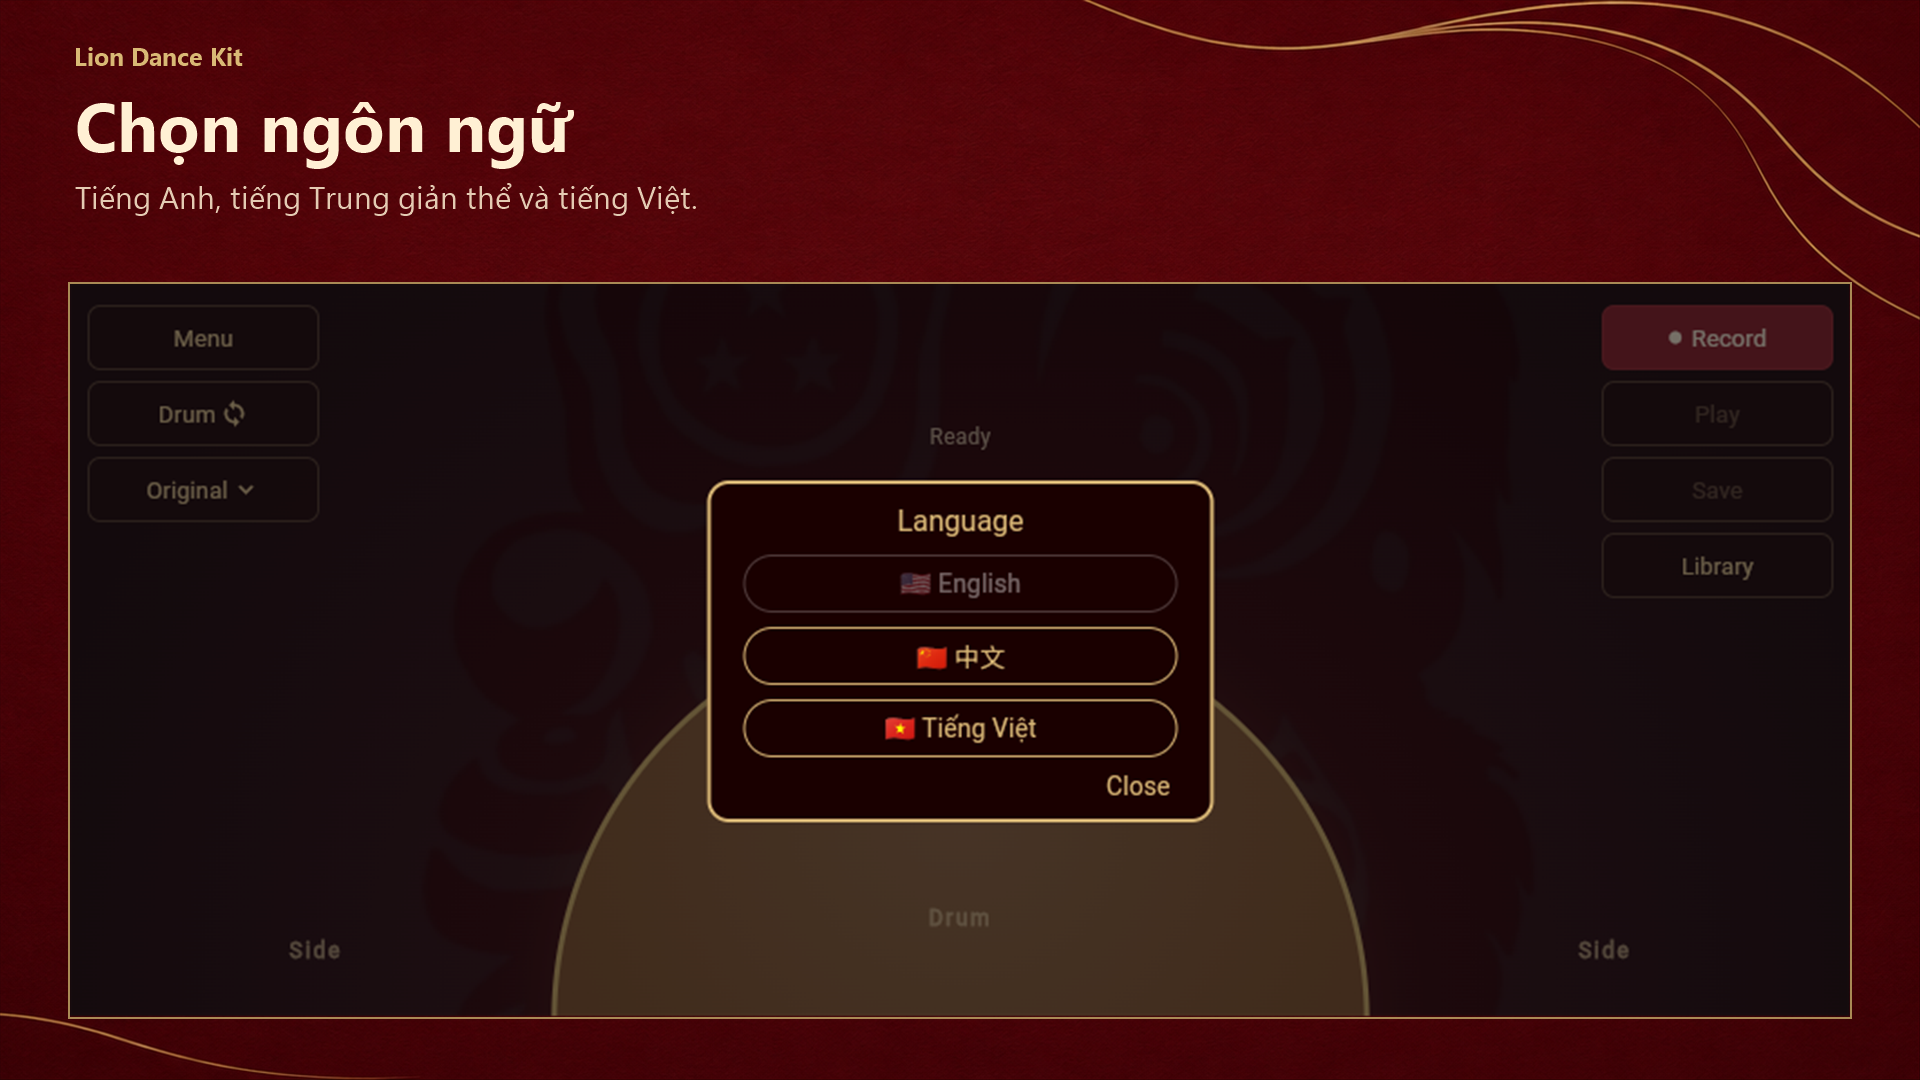 Lion Dance Kit
Chọn ngôn ngữ
Tiếng Anh, tiếng Trung giản thể và tiếng Việt.
Menu
Drum
Original
Record
Play
Save
Library
Ready
Language
English
中文
Tiếng Việt
Close
Drum
Side
Side